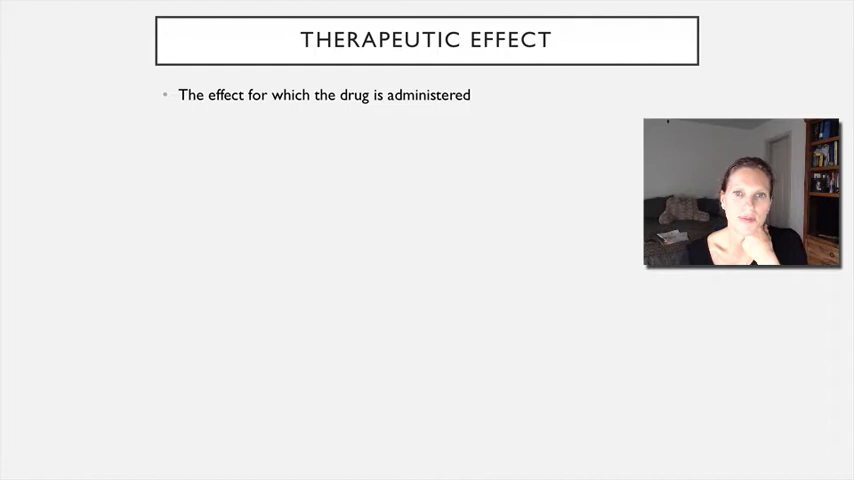 THERAPEUTIC EFFECT
• The effect for which the drug is administered